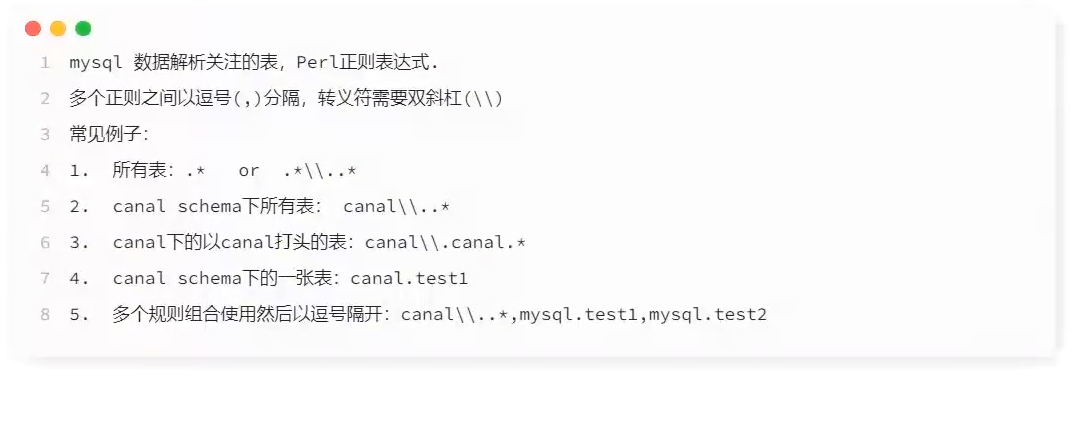 1 mysql 数据解析关注的表，Perl正则表达式.
2 多个正则之间以逗号(,)分隔，转义符需要双斜杠(\\)
3 常见例子：
4 1.  所有表：.*   or  .*\\..*
5 2.  canal schema下所有表： canal\\..*
6 3.  canal下的以canal打头的表：canal\\.canal.*
7 4.  canal schema下的一张表：canal.test1
8 5.  多个规则组合使用然后以逗号隔开：canal\\..*,mysql.test1,mysql.test2